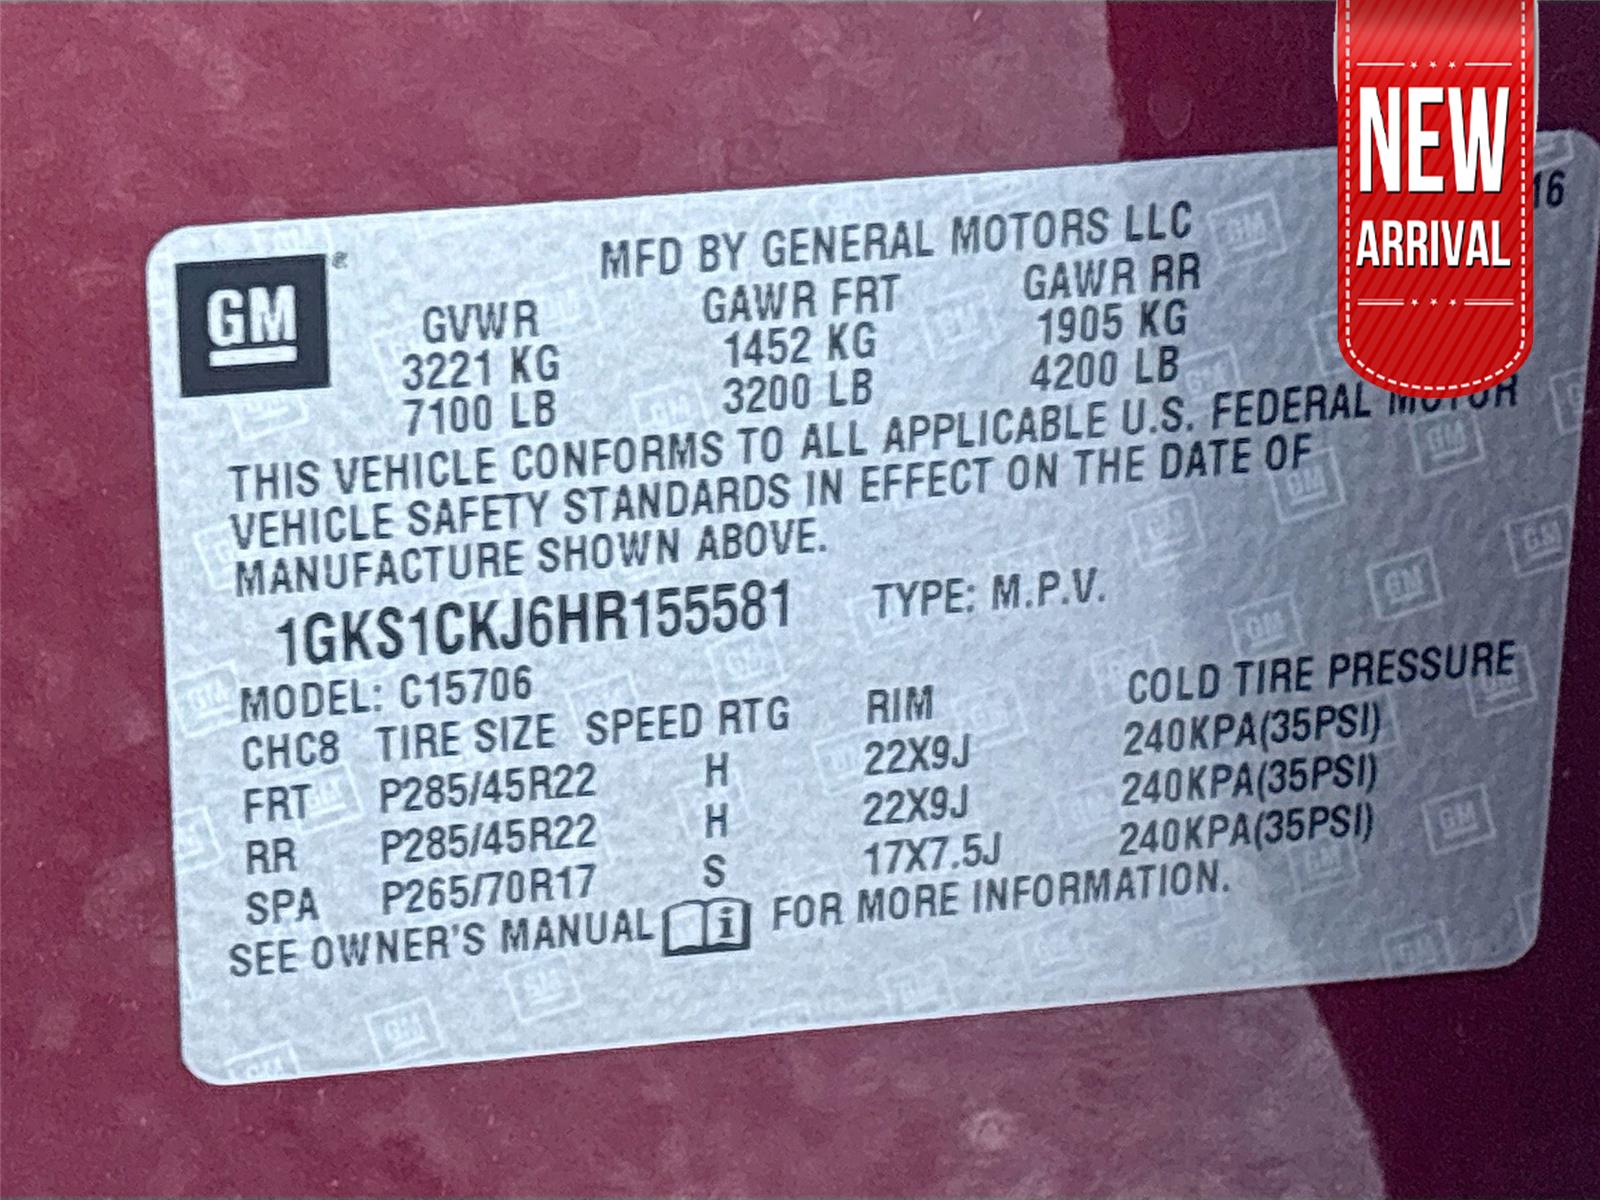 NEW
ARRIVAL
GM
MFD BY GENERAL MOTORS LLC 16
GVWR GAWR FRT GAWR RR
3221 KG 1452 KG 1905 KG
7100 LB 3200 LB 4200 LB
THIS VEHICLE CONFORMS TO ALL APPLICABLE U.S. FEDERAL MOTOR
VEHICLE SAFETY STANDARDS IN EFFECT ON THE DATE OF
MANUFACTURE SHOWN ABOVE.
1GKS1CKJ6HR155581 TYPE: M.P.V.
MODEL: C15706
CHC8 TIRE SIZE SPEED RTG RIM COLD TIRE PRESSURE
FRT P285/45R22 H 22X9J 240KPA(35PSI)
RR P285/45R22 H 22X9J 240KPA(35PSI)
SPA P265/70R17 S 17X7.5J 240KPA(35PSI)
SEE OWNER'S MANUAL i FOR MORE INFORMATION.